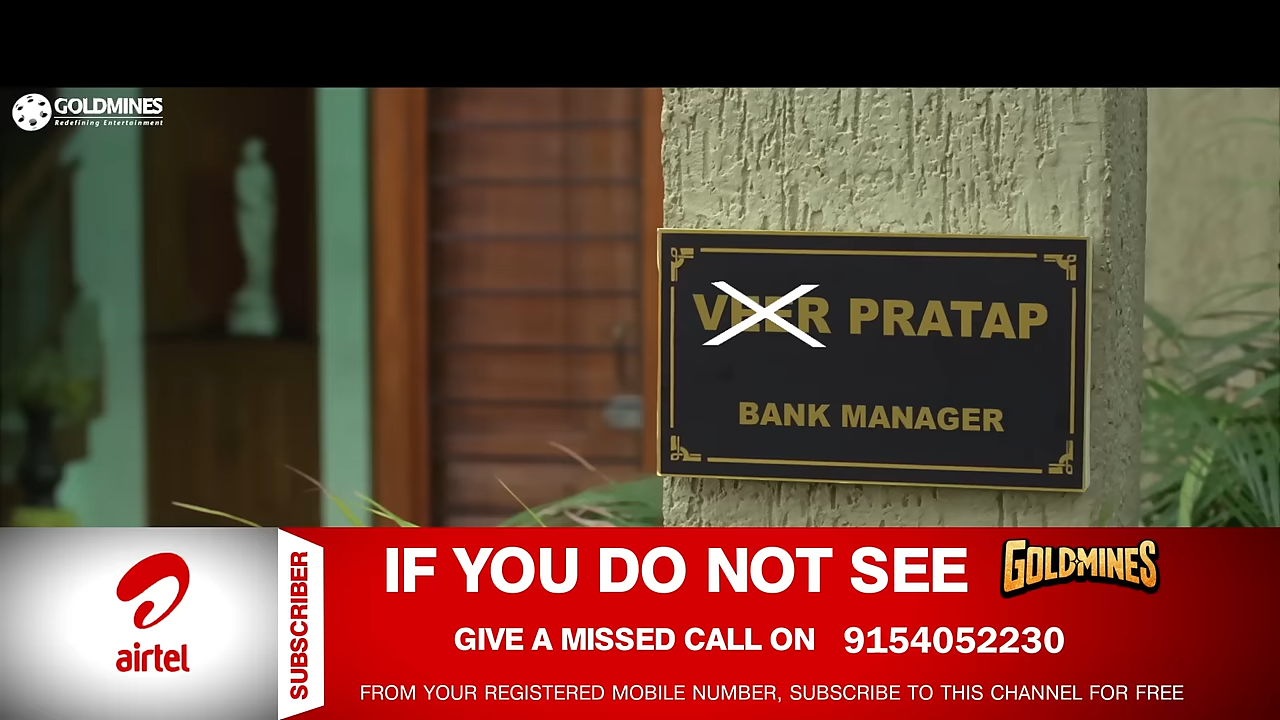 GOLDMINES
Redefining Entertainment
VEER PRATAP
BANK MANAGER
airtel
SUBSCRIBER
IF YOU DO NOT SEE GOLDMINES
GIVE A MISSED CALL ON 9154052230
FROM YOUR REGISTERED MOBILE NUMBER, SUBSCRIBE TO THIS CHANNEL FOR FREE